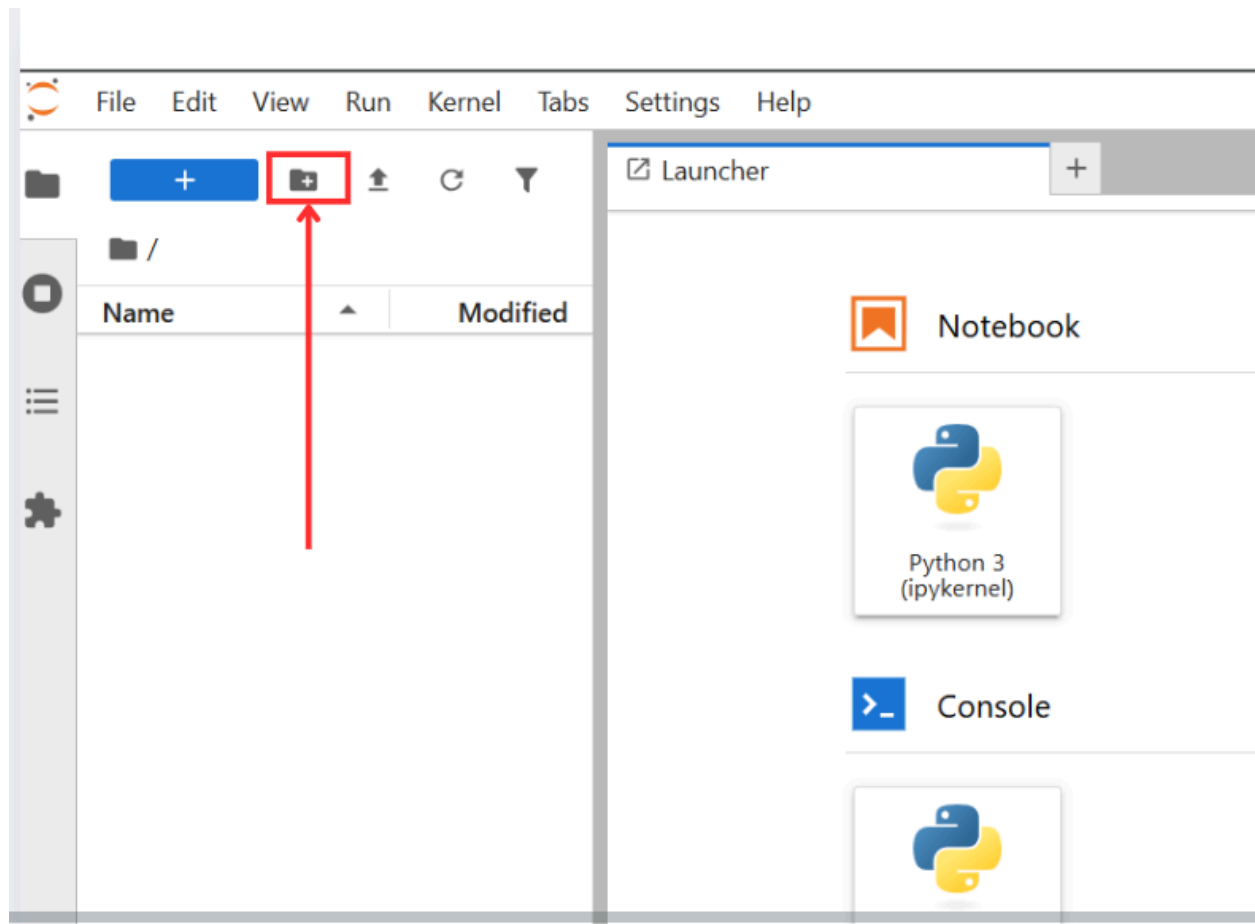 File Edit View Run Kernel Tabs Settings Help
+
Launcher
+
/
Name Modified
Notebook
Python 3
(ipykernel)
Console